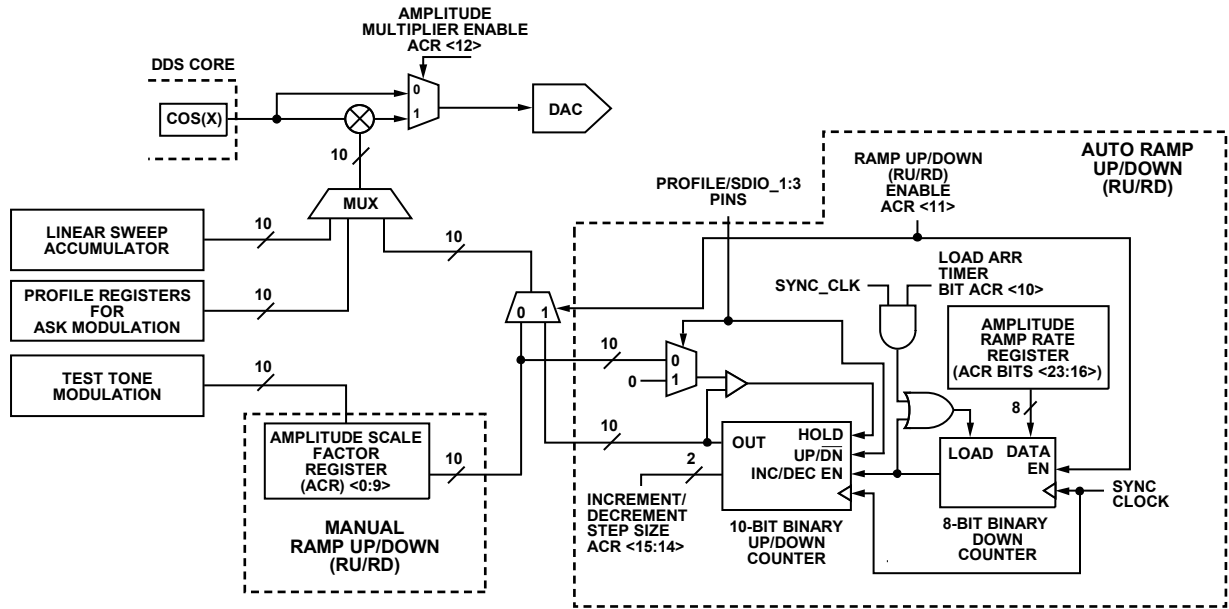 AMPLITUDE
MULTIPLIER ENABLE
ACR <12>
DDS CORE
COS(X)
0
1
DAC
10
MUX
LINEAR SWEEP
ACCUMULATOR
10
PROFILE REGISTERS
FOR
ASK MODULATION
10
TEST TONE
MODULATION
10
10
0 1
AMPLITUDE SCALE
FACTOR
REGISTER
(ACR) <0:9>
10
MANUAL
RAMP UP/DOWN
(RU/RD)
PROFILE/SDIO_1:3
PINS
RAMP UP/DOWN
(RU/RD)
ENABLE
ACR <11>
AUTO RAMP
UP/DOWN
(RU/RD)
SYNC_CLK
LOAD ARR
TIMER
BIT ACR <10>
AMPLITUDE
RAMP RATE
REGISTER
(ACR BITS <23:16>)
8
10
0
0
1
10
2
INCREMENT/
DECREMENT
STEP SIZE
ACR <15:14>
OUT
HOLD
UP/DN
INC/DEC EN
10-BIT BINARY
UP/DOWN
COUNTER
LOAD
DATA
EN
8-BIT BINARY
DOWN
COUNTER
SYNC
CLOCK